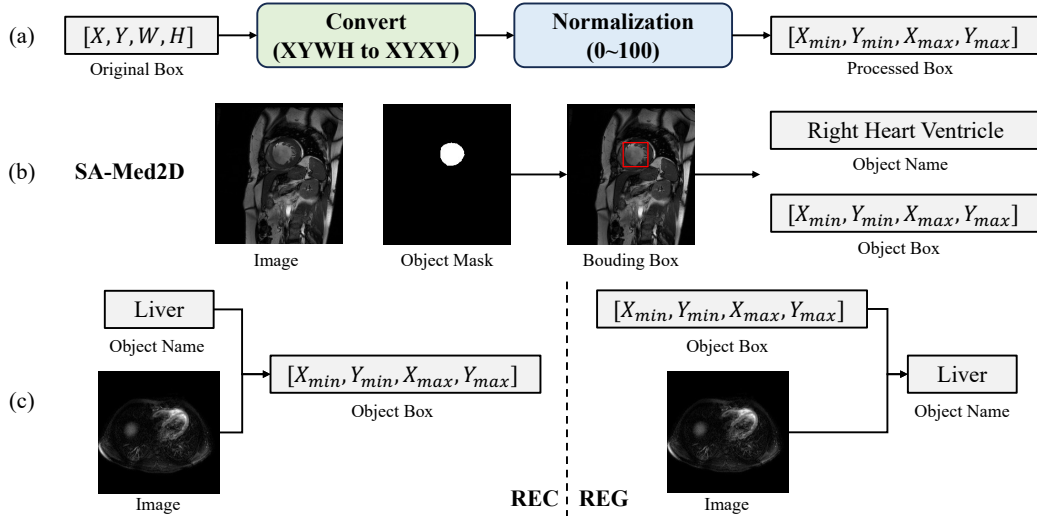 (a)
[X, Y, W, H]
Original Box
Convert
(XYWH to XYXY)
Normalization
(0~100)
[X_min, Y_min, X_max, Y_max]
Processed Box
(b)
SA-Med2D
Image
Object Mask
Bouding Box
Right Heart Ventricle
Object Name
[X_min, Y_min, X_max, Y_max]
Object Box
(c)
Liver
Object Name
Image
[X_min, Y_min, X_max, Y_max]
Object Box
REC
REG
[X_min, Y_min, X_max, Y_max]
Object Box
Image
Liver
Object Name